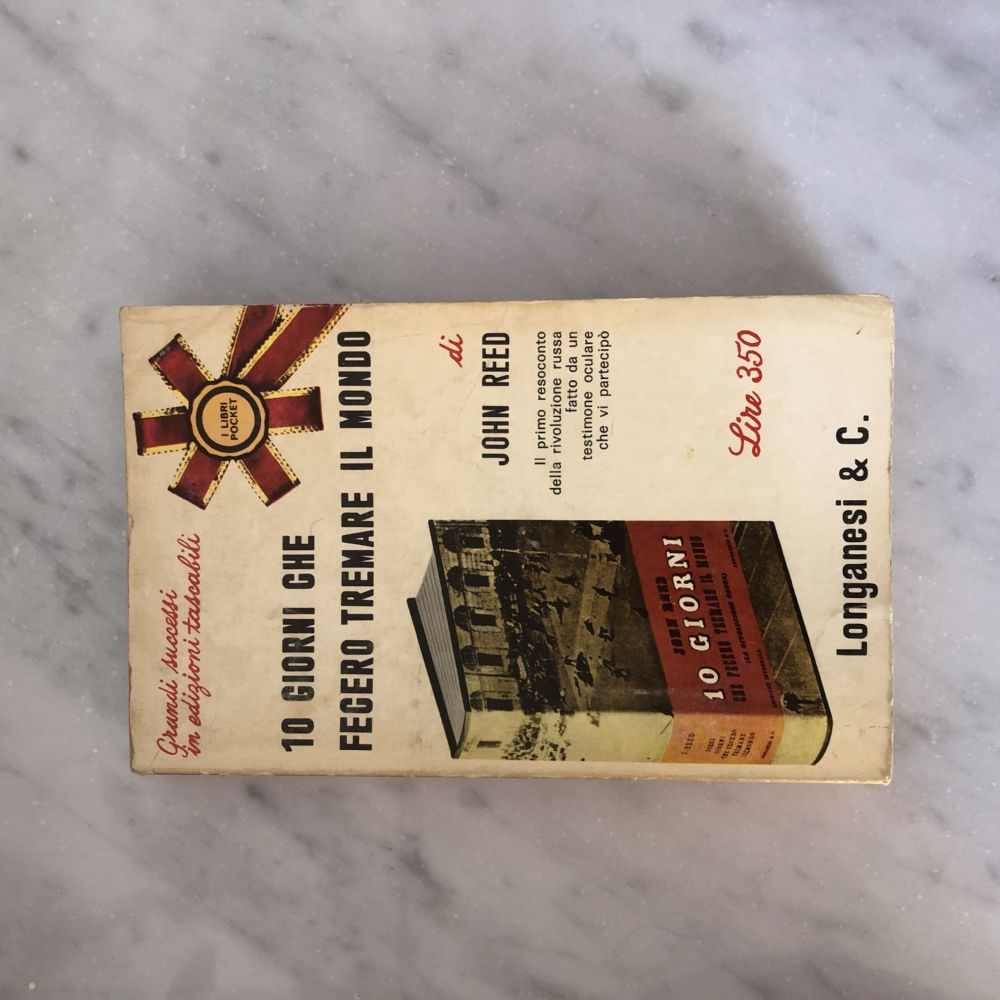 Grandi successi
in edizioni tascabili
I LIBRI
POCKET
10 GIORNI CHE
FECERO TREMARE IL MONDO
di
JOHN REED
Il primo resoconto
della rivoluzione russa
fatto da un
testimone oculare
che vi partecipò
JOHN REED
10 GIORNI
CHE FECERO TREMARE IL MONDO
Lire 350
Longanesi & C.